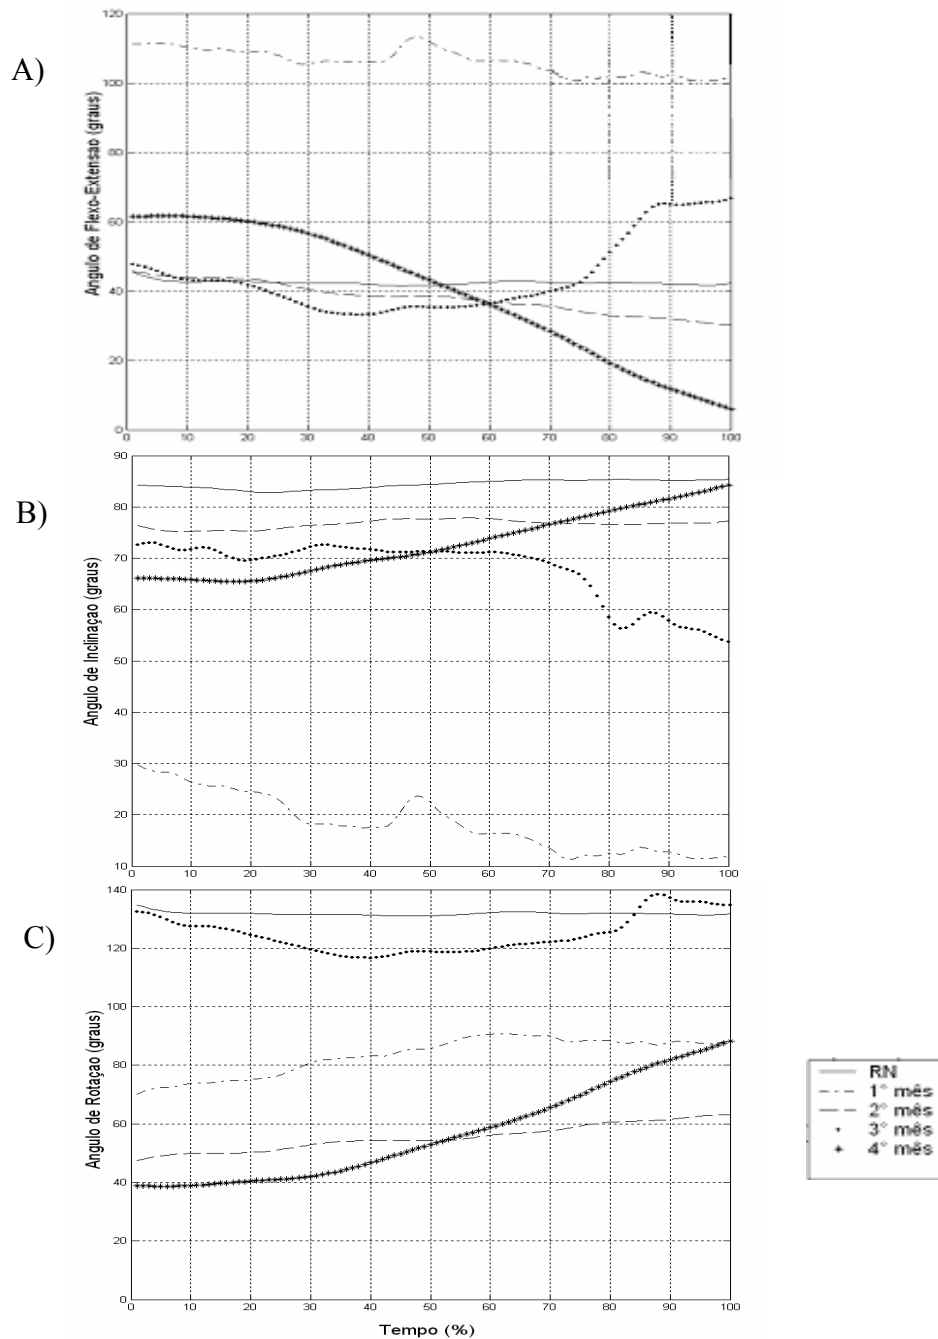 A)
Angulo de Flexo-Extensao (graus)
120
100
80
60
40
20
0
0 10 20 30 40 50 60 70 80 90 100
B)
Angulo de Inclinaçao (graus)
90
80
70
60
50
40
30
20
10
0 10 20 30 40 50 60 70 80 90 100
C)
Angulo de Rotaçao (graus)
140
120
100
80
60
40
20
0
0 10 20 30 40 50 60 70 80 90 100
Tempo (%)
RN
1° mês
2° mês
3° mês
4° mês